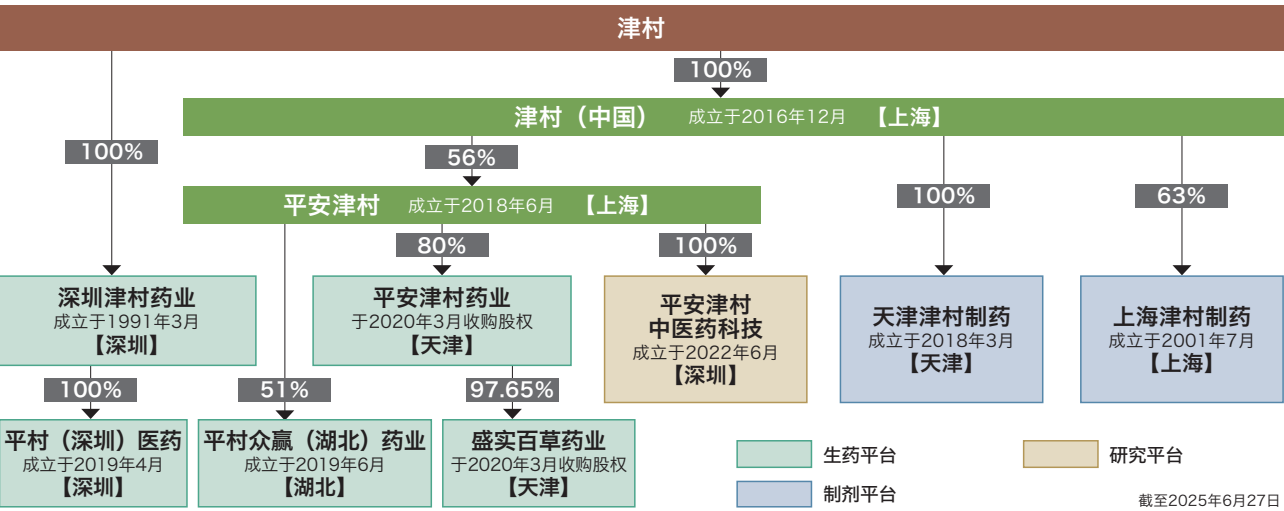 津村
100%
津村（中国） 成立于2016年12月 【上海】
100%
56%
平安津村 成立于2018年6月 【上海】
100%
63%
80%
100%
深圳津村药业
成立于1991年3月
【深圳】
平安津村药业
于2020年3月收购股权
【天津】
平安津村
中医药科技
成立于2022年6月
【深圳】
天津津村制药
成立于2018年3月
【天津】
上海津村制药
成立于2001年7月
【上海】
100%
51%
97.65%
平村（深圳）医药
成立于2019年4月
【深圳】
平村众赢（湖北）药业
成立于2019年6月
【湖北】
盛实百草药业
于2020年3月收购股权
【天津】
生药平台
研究平台
制剂平台
截至2025年6月27日